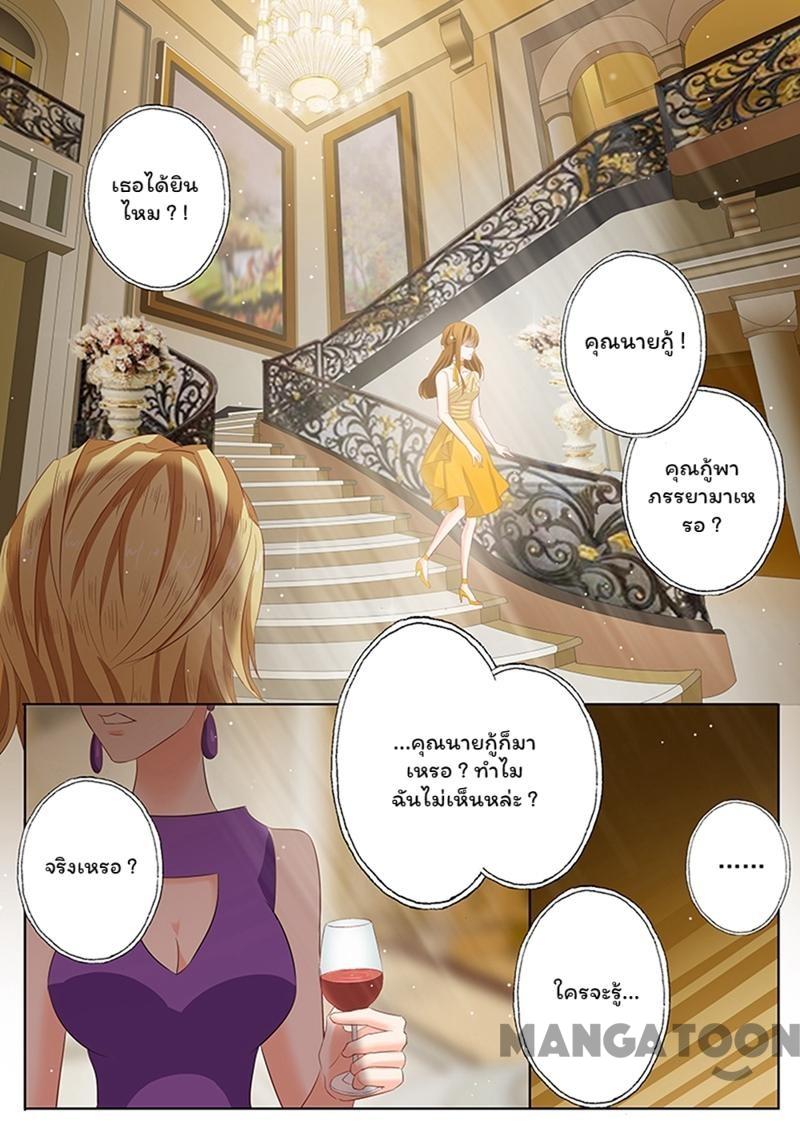 เธอได้ยิน
ไหม ? !
คุณนายกู้ !
คุณกู้พา
ภรรยามาเห
รอ ?
...คุณนายกู้ก็มา
เหรอ ? ทำไม
ฉันไม่เห็นหล่ะ ?
จริงเหรอ ?
......
ใครจะรู้...
MANGATOON